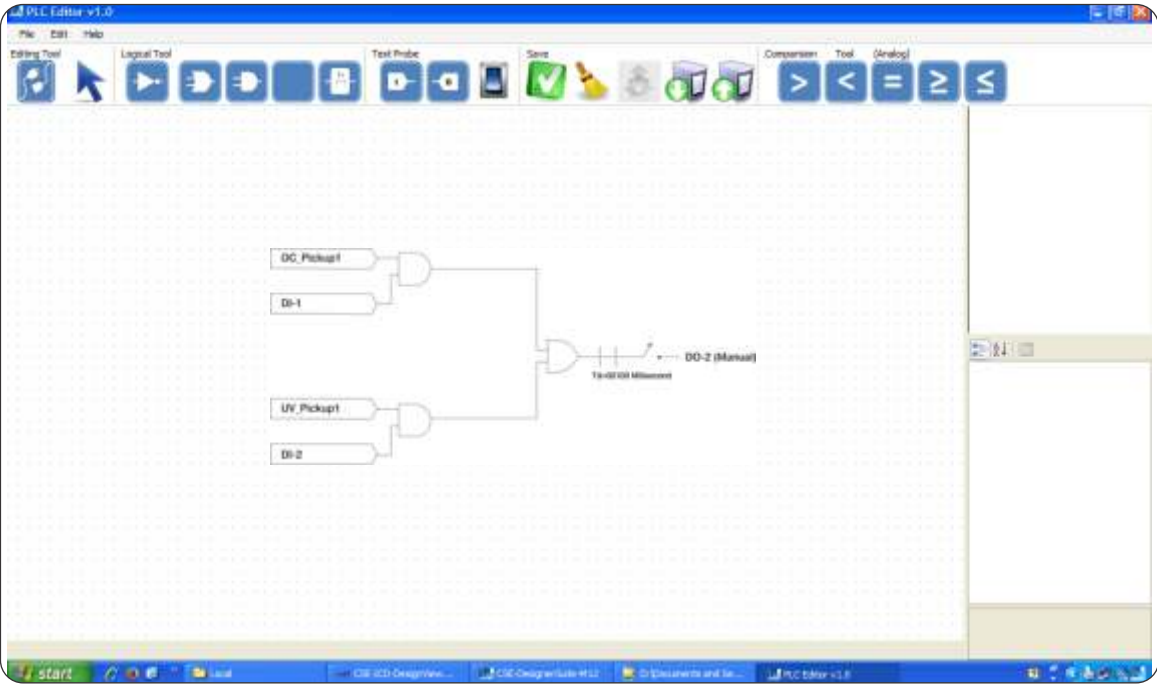 PLC Editor v1.0
File Edit Help
Editing Tool Logical Tool Text Probe Save Comparison Tool (Analog)
> < = ≥ ≤
OC_Pickup1
DI-1
DO-2 (Manual)
UV_Pickup1
DI-2
start Local PLC Editor v1.0